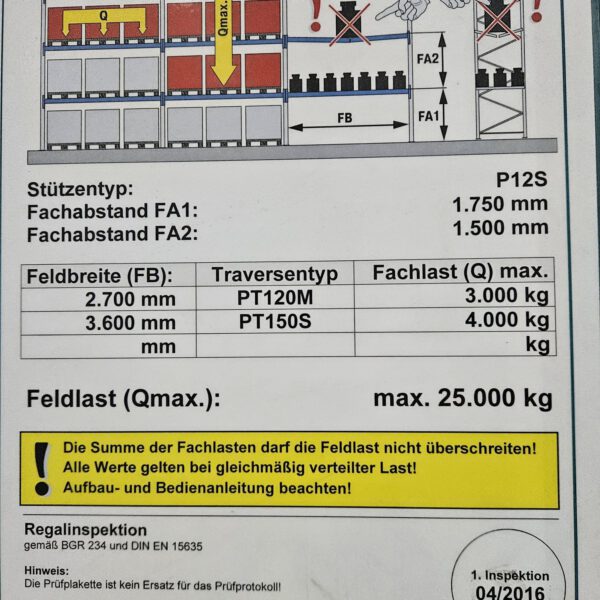 Q
Qmax.
!
!
FA2
FB
FA1
Stützentyp: P12S
Fachabstand FA1: 1.750 mm
Fachabstand FA2: 1.500 mm
Feldbreite (FB): Traversentyp Fachlast (Q) max.
2.700 mm PT120M 3.000 kg
3.600 mm PT150S 4.000 kg
mm kg
Feldlast (Qmax.): max. 25.000 kg
! Die Summe der Fachlasten darf die Feldlast nicht überschreiten!
Alle Werte gelten bei gleichmäßig verteilter Last!
Aufbau- und Bedienanleitung beachten!
Regalinspektion
gemäß BGR 234 und DIN EN 15635
Hinweis:
Die Prüfplakette ist kein Ersatz für das Prüfprotokoll!
1. Inspektion
04/2016